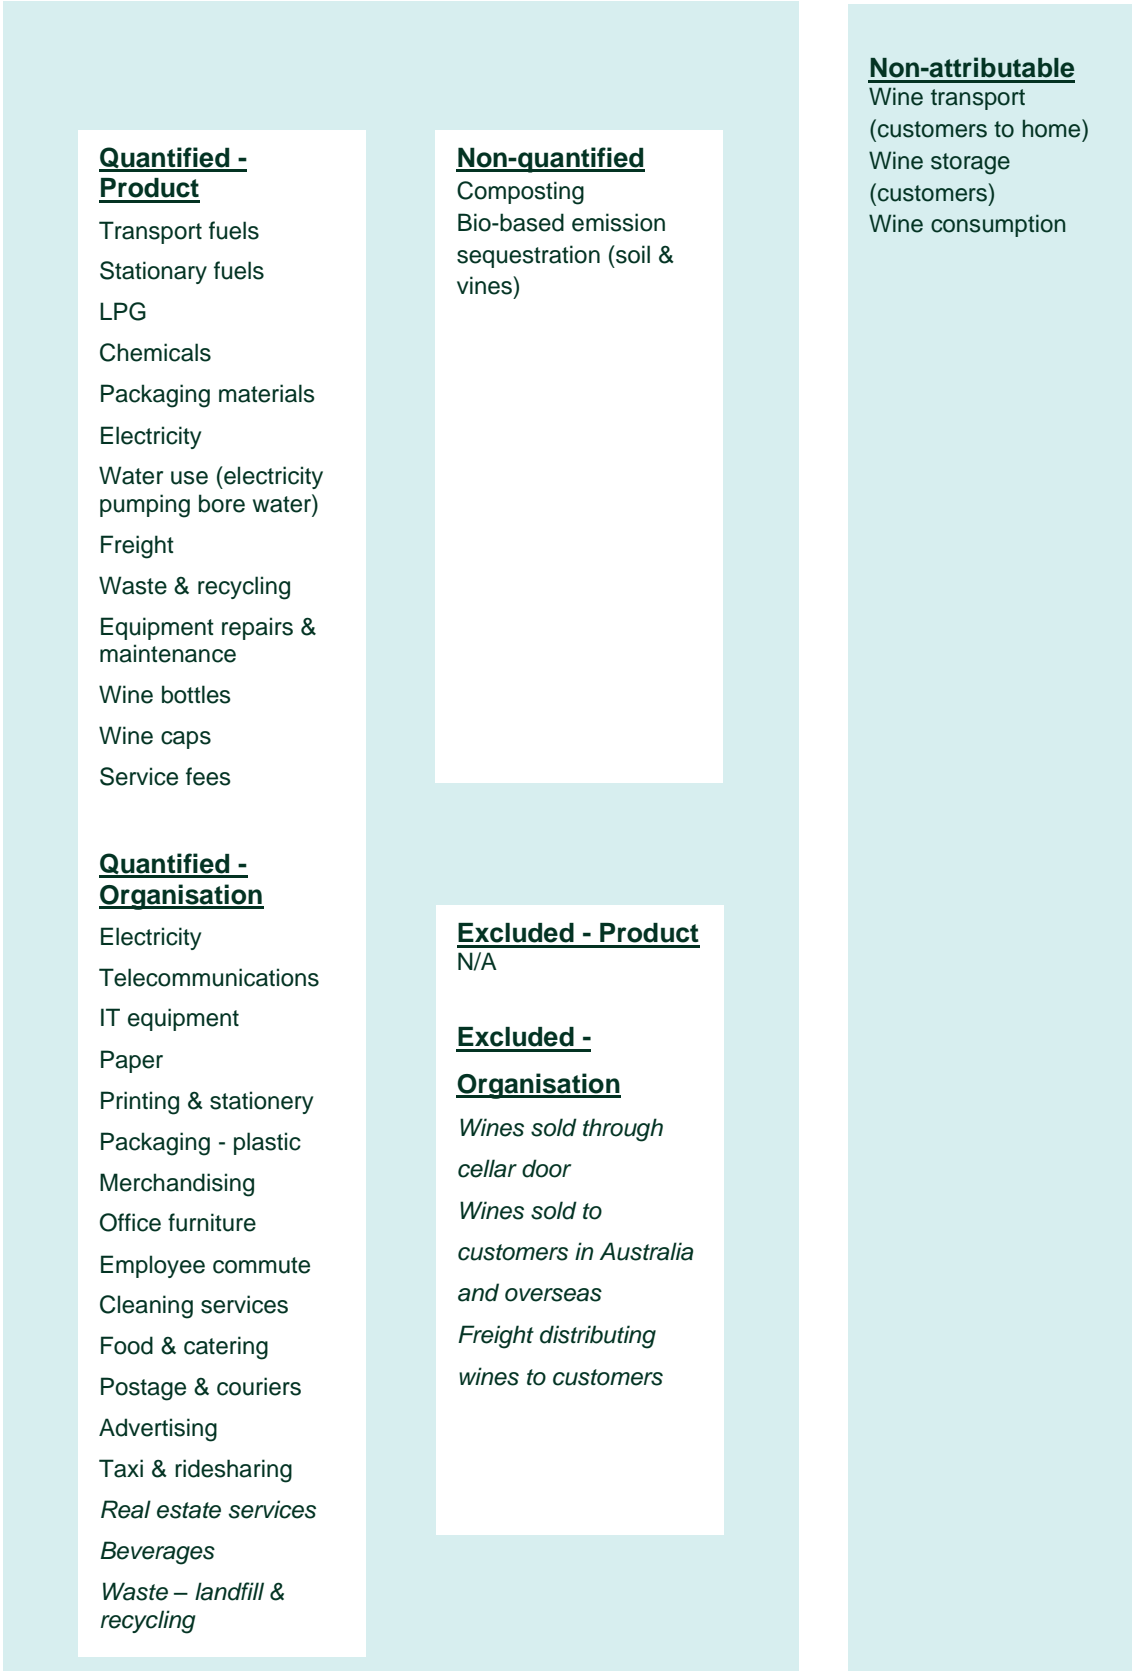 Quantified -
Product
Transport fuels
Stationary fuels
LPG
Chemicals
Packaging materials
Electricity
Water use (electricity
pumping bore water)
Freight
Waste & recycling
Equipment repairs &
maintenance
Wine bottles
Wine caps
Service fees
Quantified -
Organisation
Electricity
Telecommunications
IT equipment
Paper
Printing & stationery
Packaging - plastic
Merchandising
Office furniture
Employee commute
Cleaning services
Food & catering
Postage & couriers
Advertising
Taxi & ridesharing
Real estate services
Beverages
Waste – landfill &
recycling
Non-quantified
Composting
Bio-based emission
sequestration (soil &
vines)
Excluded - Product
N/A
Excluded -
Organisation
Wines sold through
cellar door
Wines sold to
customers in Australia
and overseas
Freight distributing
wines to customers
Non-attributable
Wine transport
(customers to home)
Wine storage
(customers)
Wine consumption